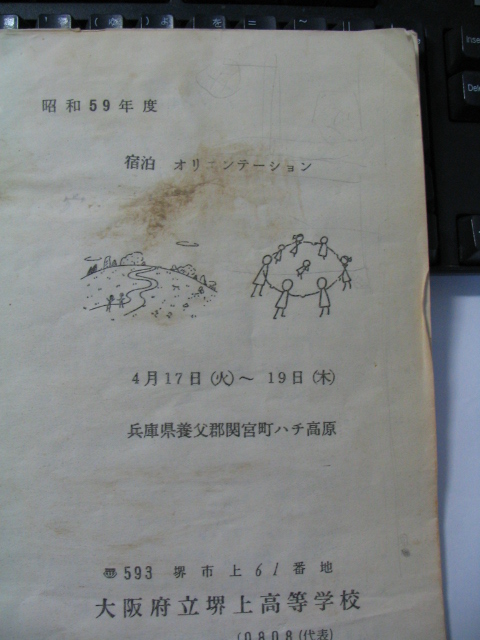 昭和59年度
宿泊 オリエンテーション
4月17日(火)～19日(木)
兵庫県養父郡関宮町ハチ高原
〠593 堺市上61番地
大阪府立堺上高等学校
(0808(代表)